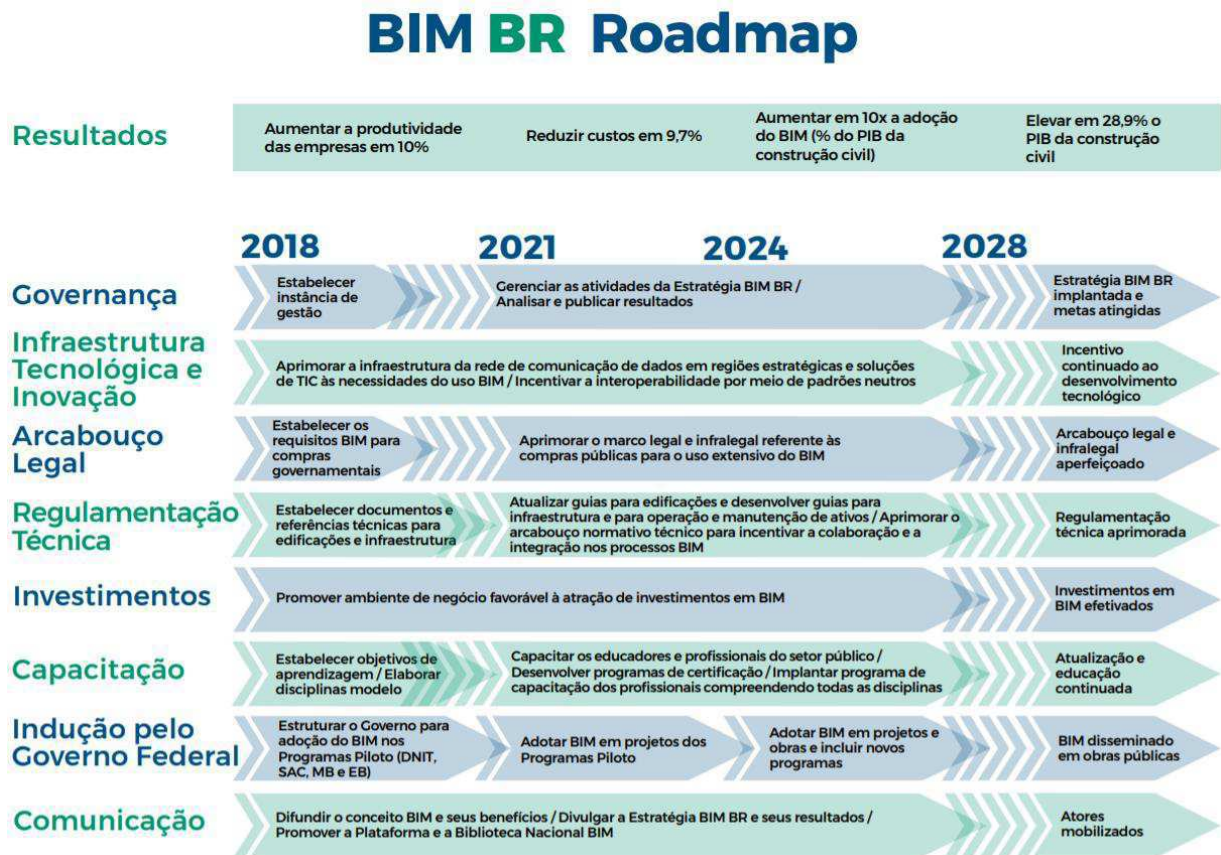 BIM BR Roadmap
Resultados
Aumentar a produtividade
das empresas em 10%
Reduzir custos em 9,7%
Aumentar em 10x a adoção
do BIM (% do PIB da
construção civil)
Elevar em 28,9% o
PIB da construção
civil
2018
2021
2024
2028
Governança
Estabelecer
instância de
gestão
Gerenciar as atividades da Estratégia BIM BR /
Analisar e publicar resultados
Estratégia BIM BR
implantada e
metas atingidas
Infraestrutura
Tecnológica e
Inovação
Aprimorar a infraestrutura da rede de comunicação de dados em regiões estratégicas e soluções
de TIC às necessidades do uso BIM / Incentivar a interoperabilidade por meio de padrões neutros
Incentivo
continuado ao
desenvolvimento
tecnológico
Arcabouço
Legal
Estabelecer os
requisitos BIM para
compras
governamentais
Aprimorar o marco legal e infralegal referente às
compras públicas para o uso extensivo do BIM
Arcabouço legal e
infralegal
aperfeiçoado
Regulamentação
Técnica
Estabelecer documentos e
referências técnicas para
edificações e infraestrutura
Atualizar guias para edificações e desenvolver guias para
infraestrutura e para operação e manutenção de ativos / Aprimorar o
arcabouço normativo técnico para incentivar a colaboração e a
integração nos processos BIM
Regulamentação
técnica aprimorada
Investimentos
Promover ambiente de negócio favorável à atração de investimentos em BIM
Investimentos em
BIM efetivados
Capacitação
Estabelecer objetivos de
aprendizagem / Elaborar
disciplinas modelo
Capacitar os educadores e profissionais do setor público /
Desenvolver programas de certificação / Implantar programa de
capacitação dos profissionais compreendendo todas as disciplinas
Atualização e
educação
continuada
Indução pelo
Governo Federal
Estruturar o Governo para
adoção do BIM nos
Programas Piloto (DNIT,
SAC, MB e EB)
Adotar BIM em projetos dos
Programas Piloto
Adotar BIM em projetos e
obras e incluir novos
programas
BIM disseminado
em obras públicas
Comunicação
Difundir o conceito BIM e seus benefícios / Divulgar a Estratégia BIM BR e seus resultados /
Promover a Plataforma e a Biblioteca Nacional BIM
Atores
mobilizados